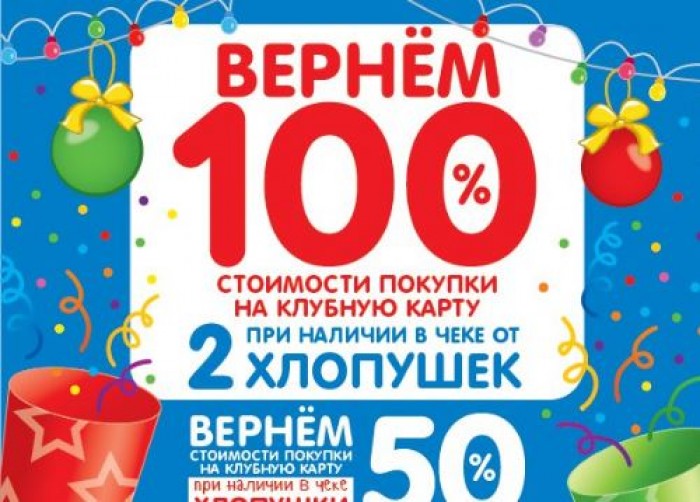 ВЕРНЁМ
100%
СТОИМОСТИ ПОКУПКИ
НА КЛУБНУЮ КАРТУ
ПРИ НАЛИЧИИ В ЧЕКЕ ОТ
2 ХЛОПУШЕК
ВЕРНЁМ
СТОИМОСТИ ПОКУПКИ
НА КЛУБНУЮ КАРТУ
при наличии в чеке
ХЛОПУШКИ
50%